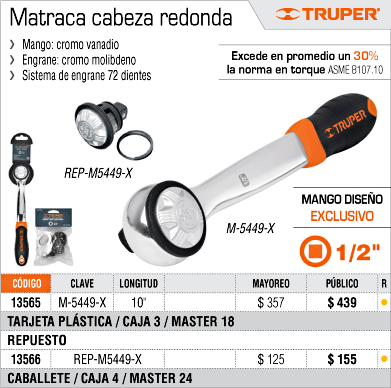 Matraca cabeza redonda
TRUPER®
Mango: cromo vanadio
Engrane: cromo molibdeno
Sistema de engrane 72 dientes
Excede en promedio un 30%
la norma en torque ASME B107.10
REP-M5449-X
TRUPER
M-5449-X
MANGO DISEÑO
EXCLUSIVO
1/2"
CÓDIGO CLAVE LONGITUD MAYOREO PÚBLICO R
13565 M-5449-X 10" $ 357 $ 439
TARJETA PLÁSTICA / CAJA 3 / MASTER 18
REPUESTO
13566 REP-M5449-X $ 125 $ 155
CABALLETE / CAJA 4 / MASTER 24